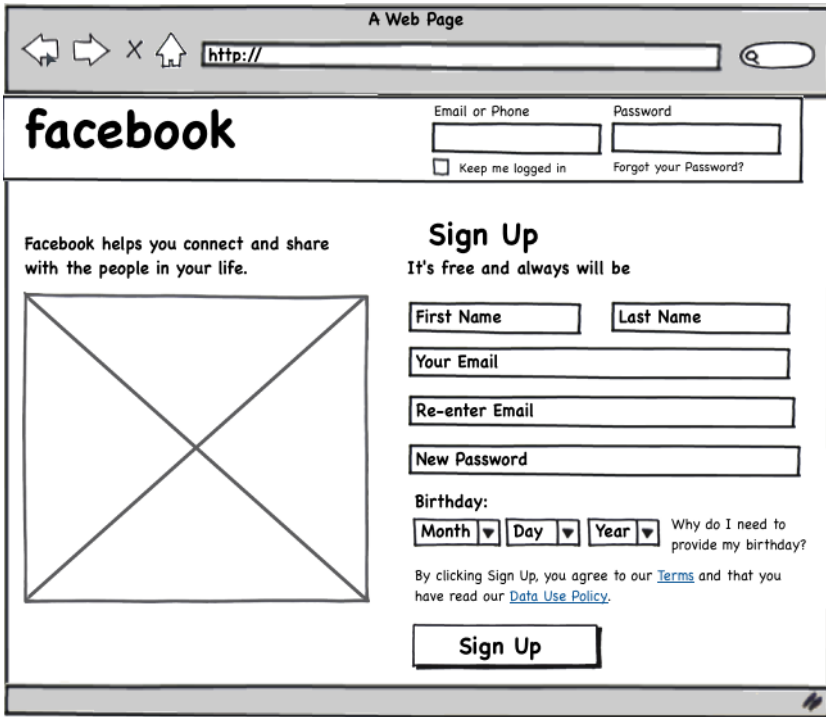 A Web Page
http://
facebook
Email or Phone
Password
Keep me logged in
Forgot your Password?
Facebook helps you connect and share
with the people in your life.
Sign Up
It's free and always will be
First Name
Last Name
Your Email
Re-enter Email
New Password
Birthday:
Month
Day
Year
Why do I need to
provide my birthday?
By clicking Sign Up, you agree to our Terms and that you
have read our Data Use Policy.
Sign Up